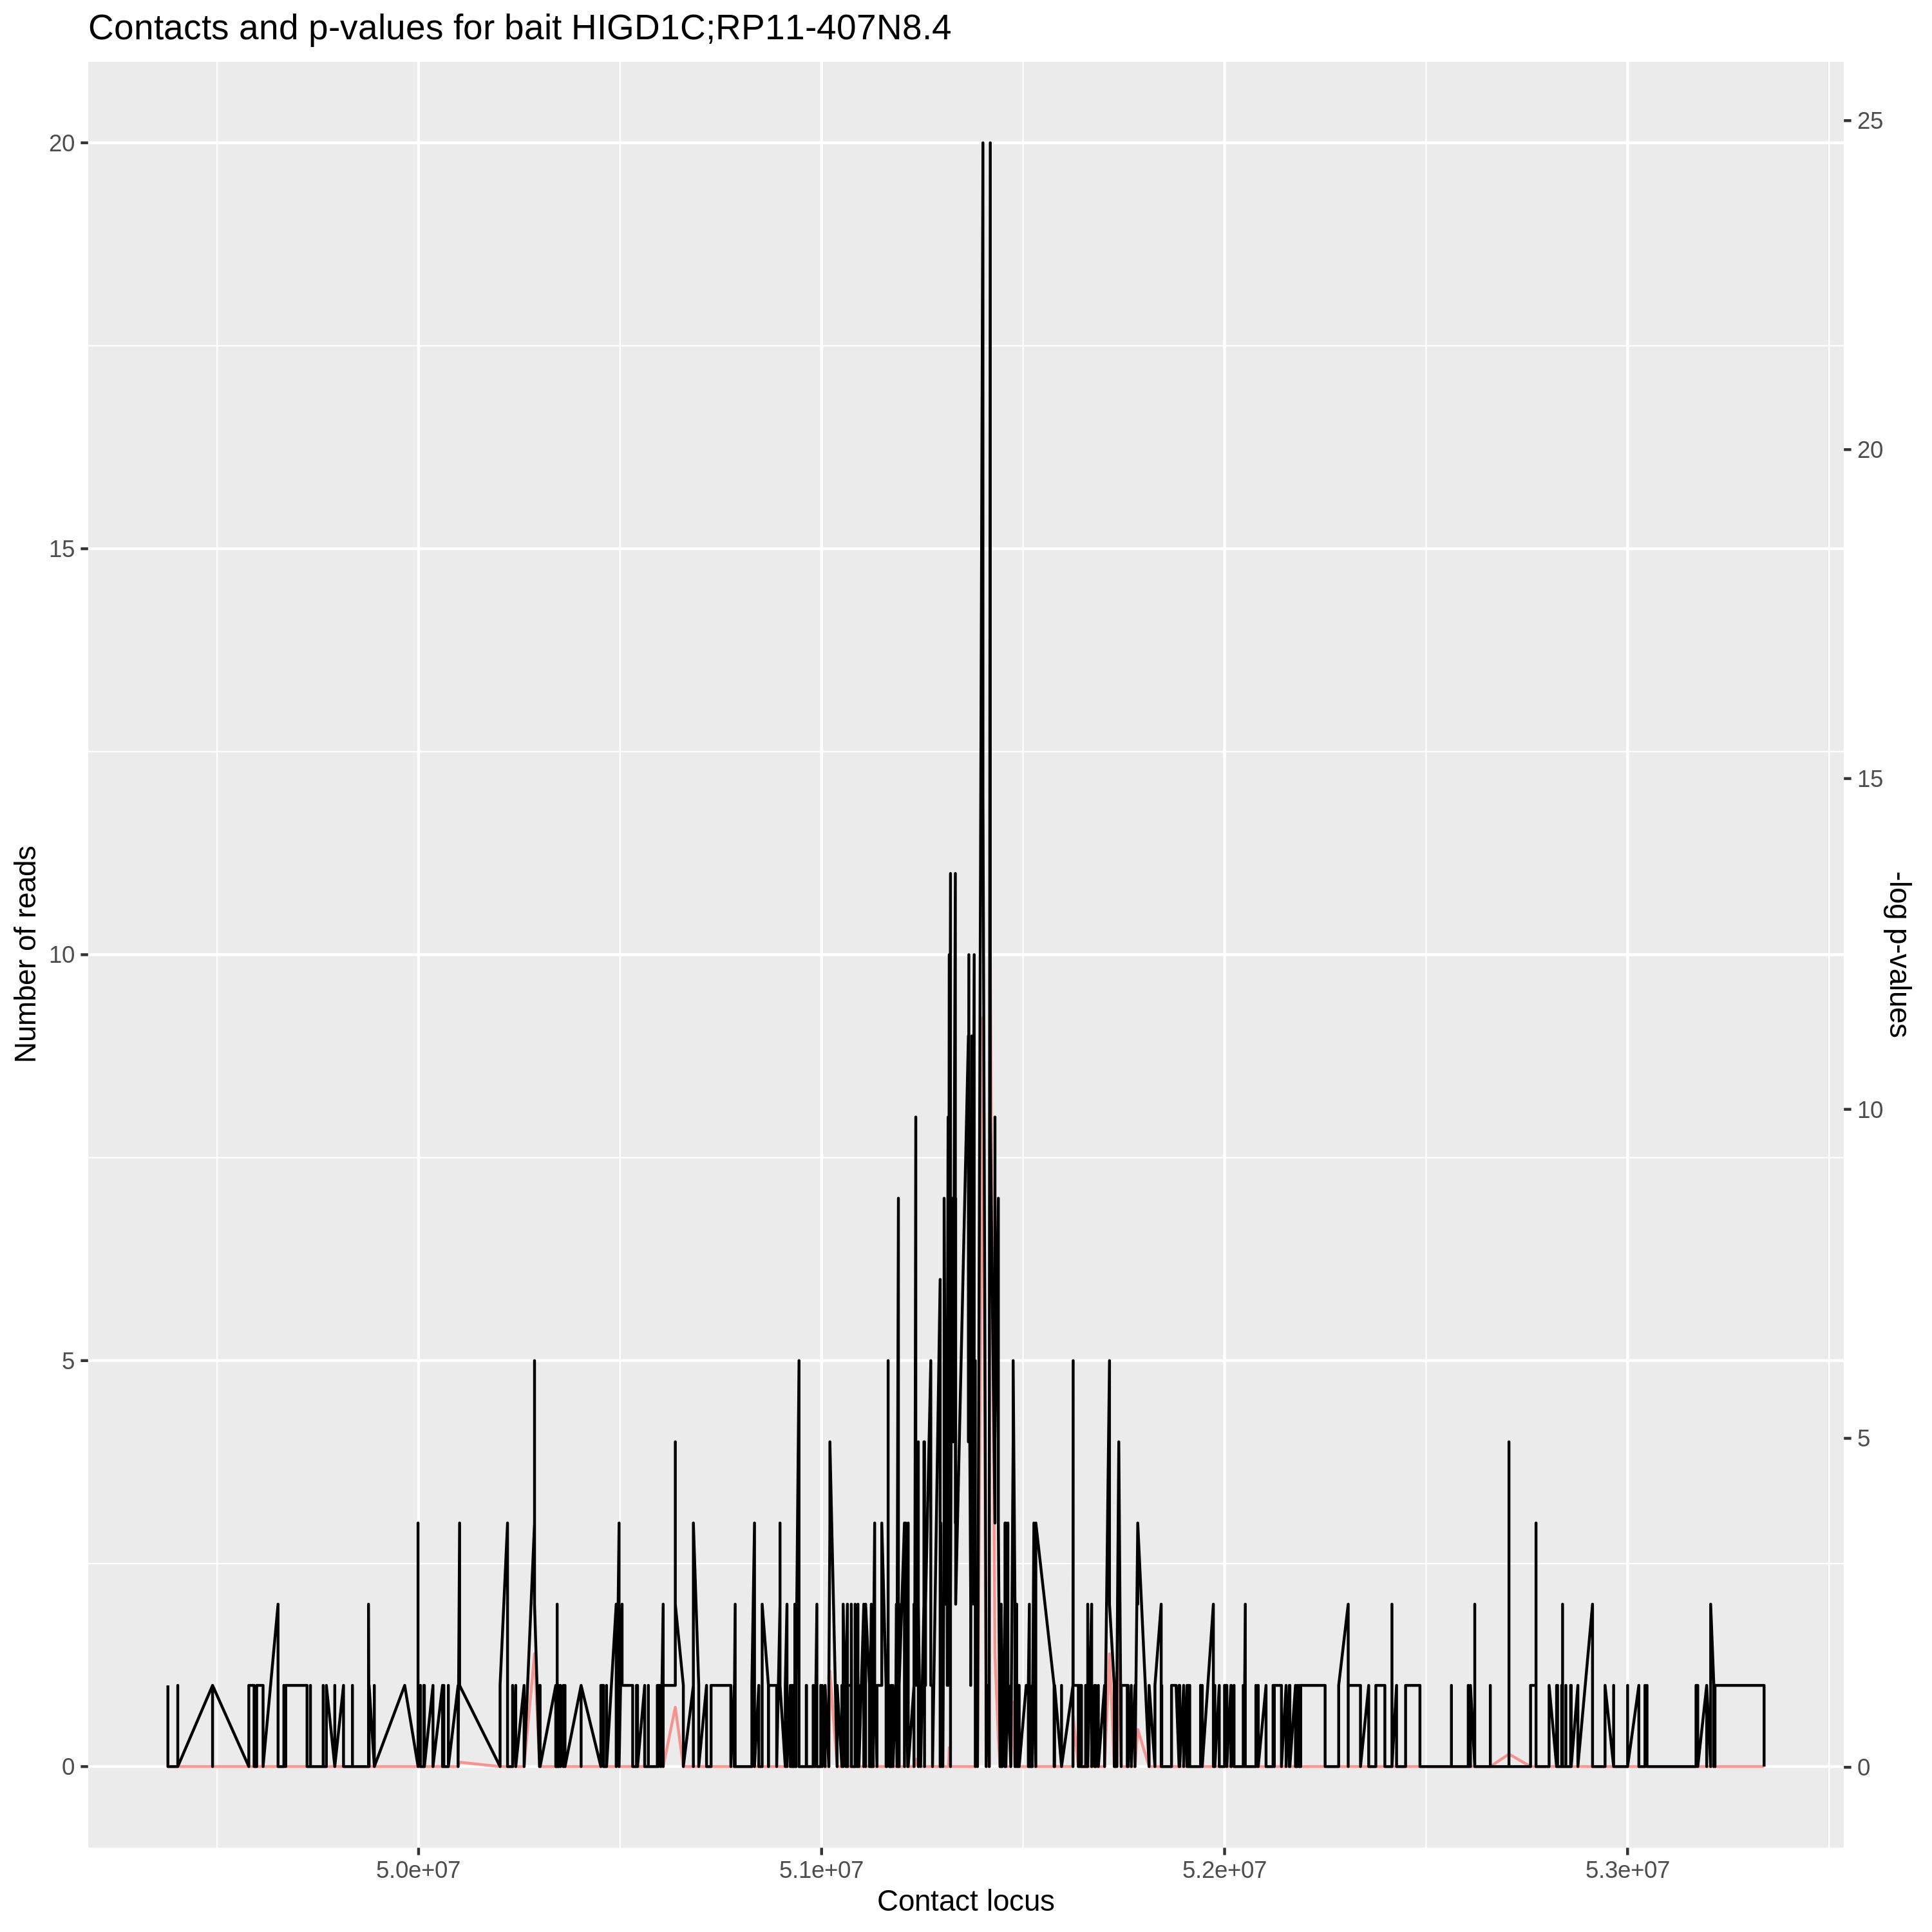 Contacts and p-values for bait HIGD1C;RP11-407N8.4
20
15
10
5
0
Number of reads
25
20
15
10
5
0
-log p-values
5.0e+07
5.1e+07
5.2e+07
5.3e+07
Contact locus